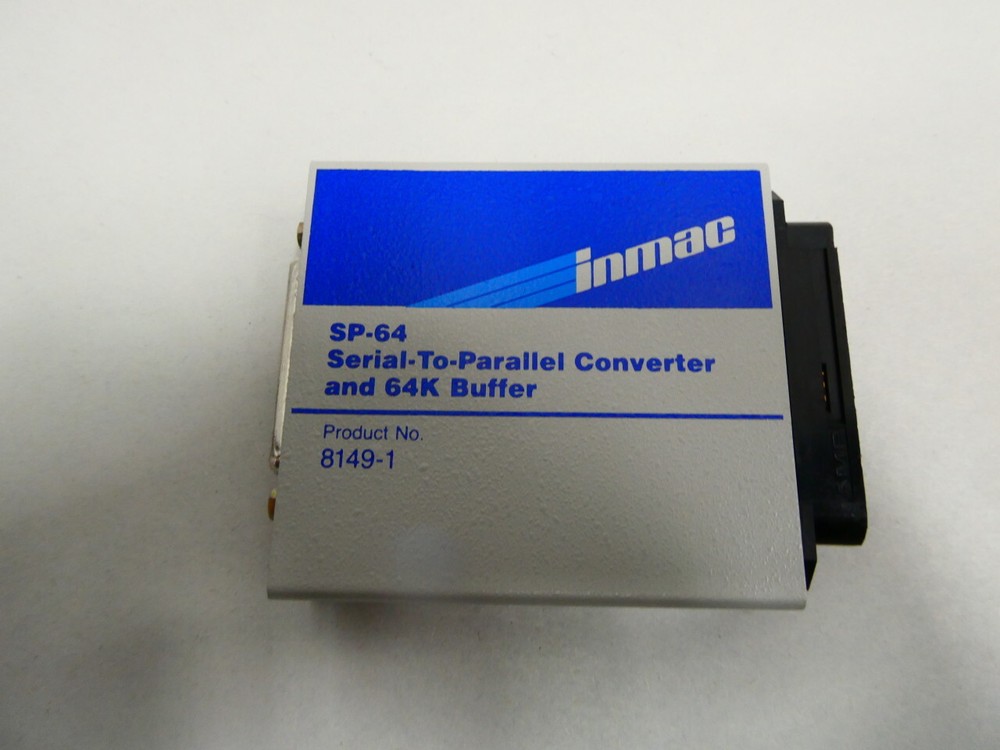 inmac
SP-64
Serial-To-Parallel Converter
and 64K Buffer
Product No.
8149-1